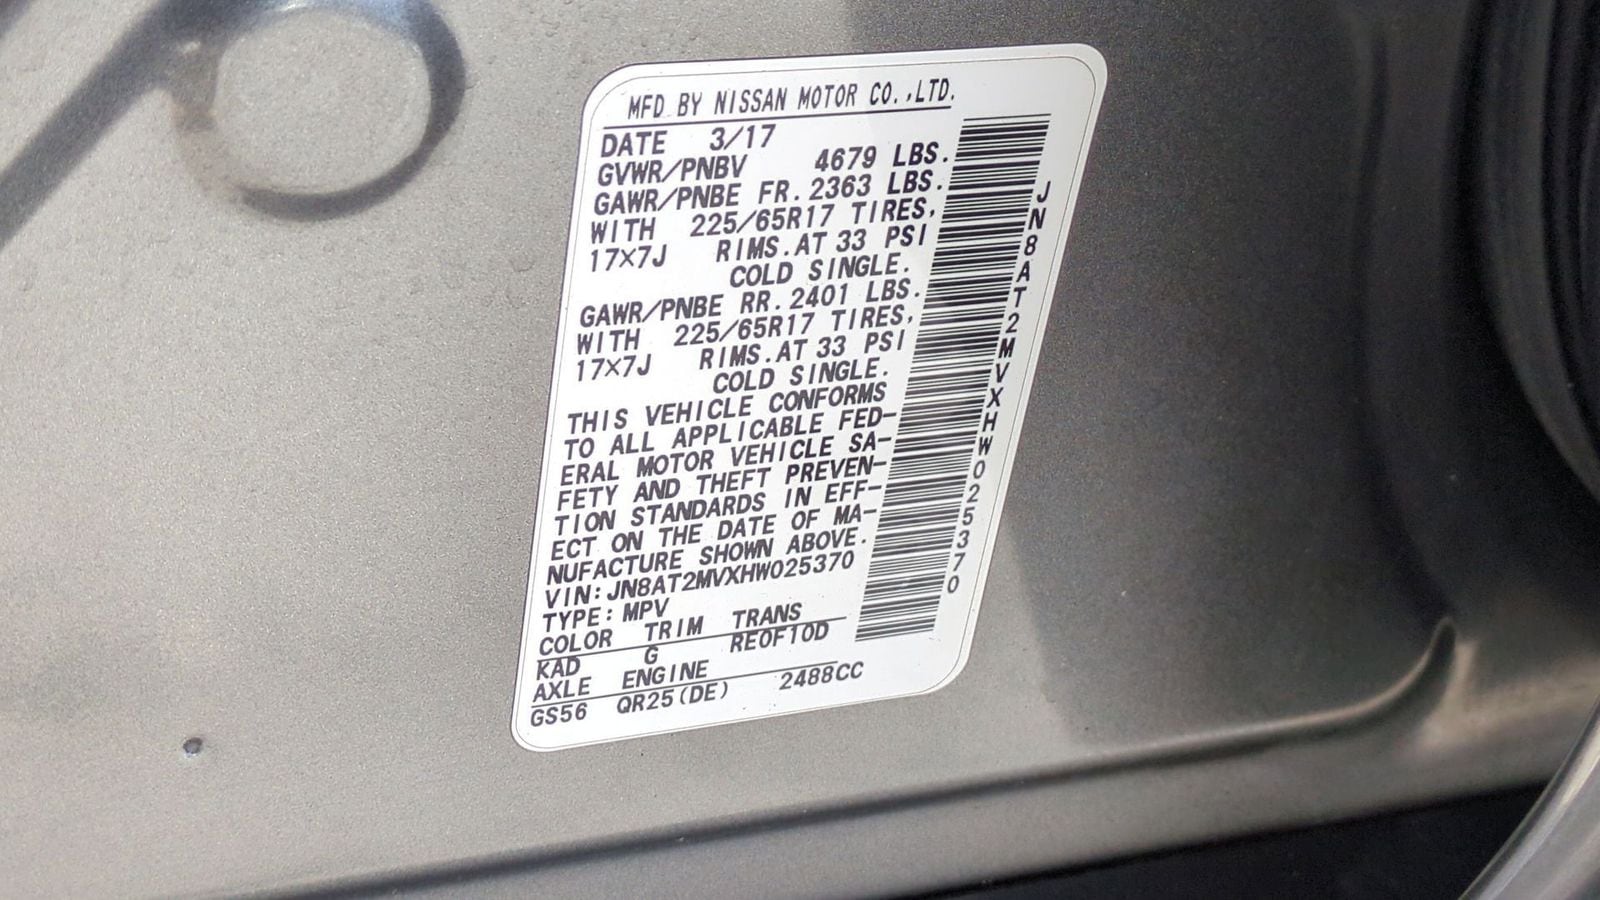 MFD BY NISSAN MOTOR CO.,LTD.
DATE 3/17
GVWR/PNBV 4679 LBS.
GAWR/PNBE FR.2363 LBS.
WITH 225/65R17 TIRES,
17×7J RIMS.AT 33 PSI
COLD SINGLE.
GAWR/PNBE RR.2401 LBS.
WITH 225/65R17 TIRES,
17×7J RIMS.AT 33 PSI
COLD SINGLE.
THIS VEHICLE CONFORMS
TO ALL APPLICABLE FED-
ERAL MOTOR VEHICLE SA-
FETY AND THEFT PREVEN-
TION STANDARDS IN EFF-
ECT ON THE DATE OF MA-
NUFACTURE SHOWN ABOVE.
VIN:JN8AT2MVXHW025370
TYPE:MPV
COLOR TRIM TRANS
KAD G RE0F10D
AXLE ENGINE
GS56 QR25(DE) 2488CC
JN8AT2MVXHW025370